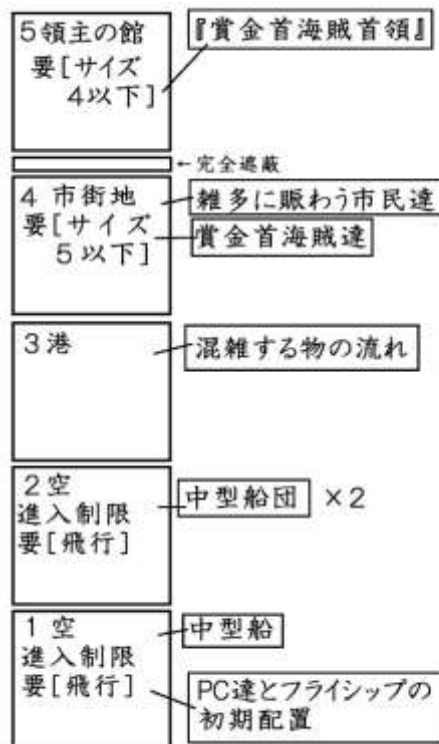 5領主の館
要[サイズ
4以下]
『賞金首海賊首領』
←完全遮蔽
4 市街地
要[サイズ
5以下]
雑多に賑わう市民達
賞金首海賊達
3港
混雑する物の流れ
2空
進入制限
要[飛行]
中型船団 ×2
1 空
進入制限
要[飛行]
中型船
PC達とフライシップの
初期配置